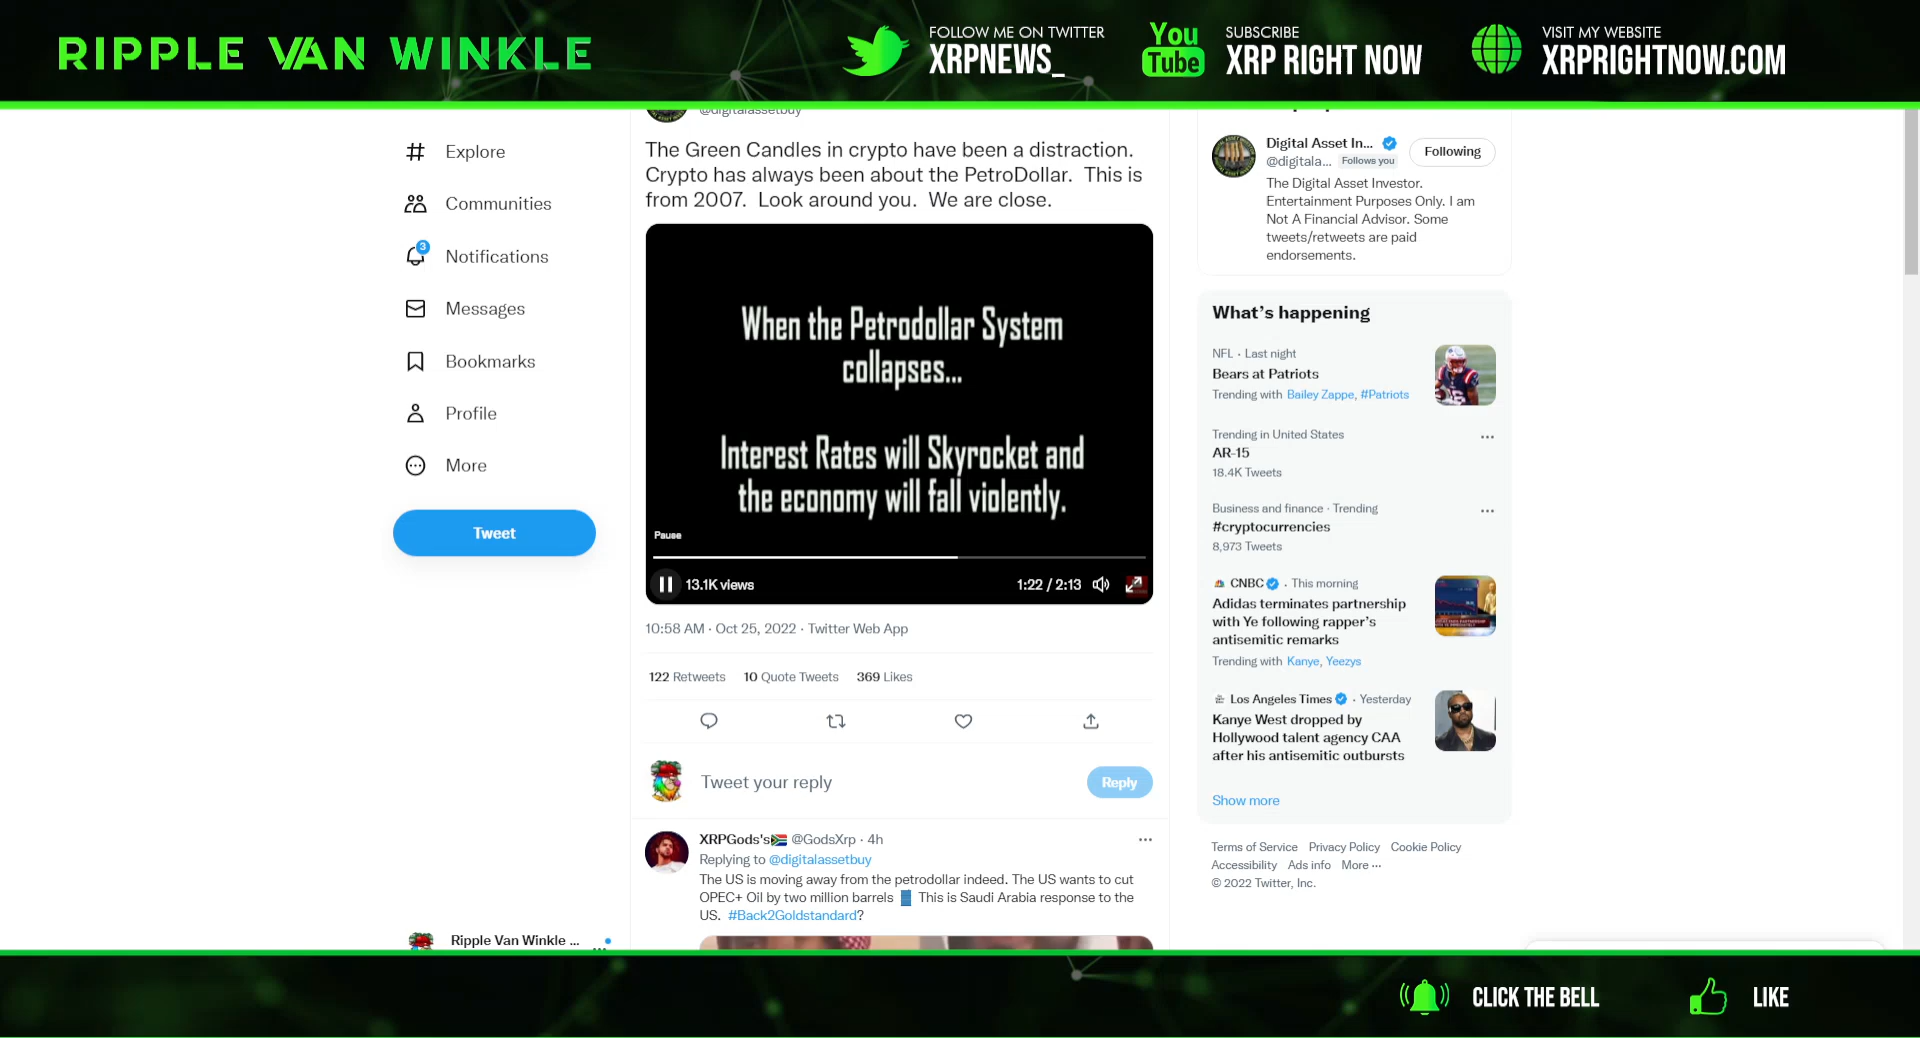 RIPPLE VAN WINKLE
FOLLOW ME ON TWITTER
XRPNEWS_
You
Tube
SUBSCRIBE
XRP RIGHT NOW
VISIT MY WEBSITE
XRPRIGHTNOW.COM
@digitalassetbuy
Explore
Communities
3
Notifications
Messages
Bookmarks
Profile
More
Tweet
Ripple Van Winkle ...
The Green Candles in crypto have been a distraction.
Crypto has always been about the PetroDollar.  This is
from 2007.  Look around you.  We are close.
When the Petrodollar System
collapses...
Interest Rates will Skyrocket and
the economy will fall violently.
Pause
13.1K views
1:22 / 2:13
10:58 AM · Oct 25, 2022 · Twitter Web App
122 Retweets 10 Quote Tweets 369 Likes
Tweet your reply
Reply
XRPGods's🇿🇦 @GodsXrp · 4h
Replying to @digitalassetbuy
The US is moving away from the petrodollar indeed. The US wants to cut
OPEC+ Oil by two million barrels 🛢 This is Saudi Arabia response to the
US. #Back2Goldstandard?
Digital Asset In...
Following
@digitala... Follows you
The Digital Asset Investor.
Entertainment Purposes Only. I am
Not A Financial Advisor. Some
tweets/retweets are paid
endorsements.
What's happening
NFL · Last night
Bears at Patriots
Trending with Bailey Zappe, #Patriots
Trending in United States
AR-15
18.4K Tweets
Business and finance · Trending
#cryptocurrencies
8,973 Tweets
CNBC · This morning
Adidas terminates partnership
with Ye following rapper's
antisemitic remarks
Trending with Kanye, Yeezys
Los Angeles Times · Yesterday
Kanye West dropped by
Hollywood talent agency CAA
after his antisemitic outbursts
Show more
Terms of Service Privacy Policy Cookie Policy
Accessibility Ads info More ···
© 2022 Twitter, Inc.
CLICK THE BELL
LIKE